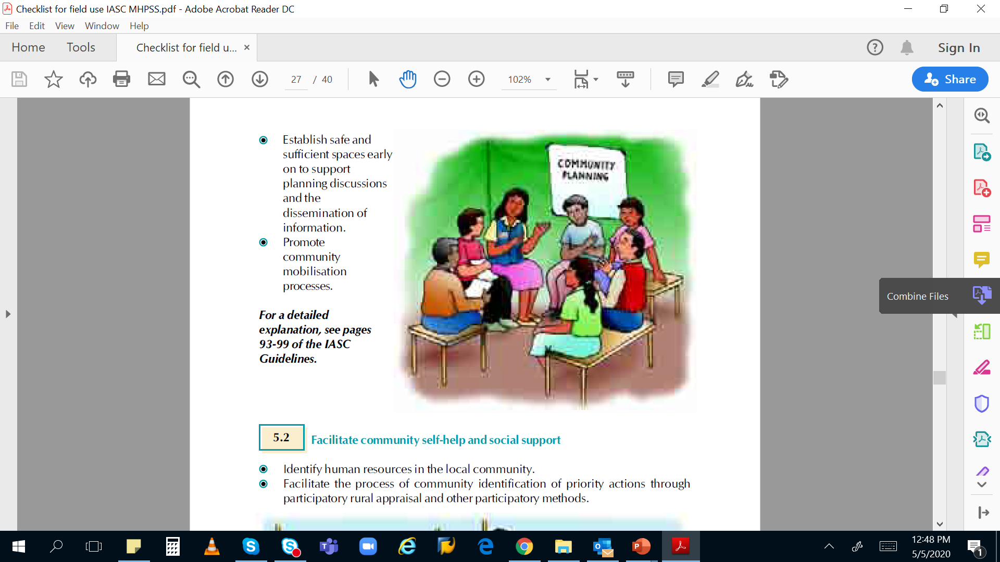 Checklist for field use IASC MHPSS.pdf - Adobe Acrobat Reader DC
File Edit View Window Help
Home Tools Checklist for field u... × Sign In
27 / 40 102% Share
Establish safe and
sufficient spaces early
on to support
planning discussions
and the
dissemination of
information.
Promote
community
mobilisation
processes.
For a detailed
explanation, see pages
93-99 of the IASC
Guidelines.
COMMUNITY
PLANNING
Combine Files
5.2 Facilitate community self-help and social support
Identify human resources in the local community.
Facilitate the process of community identification of priority actions through
participatory rural appraisal and other participatory methods.
12:48 PM
5/5/2020
1